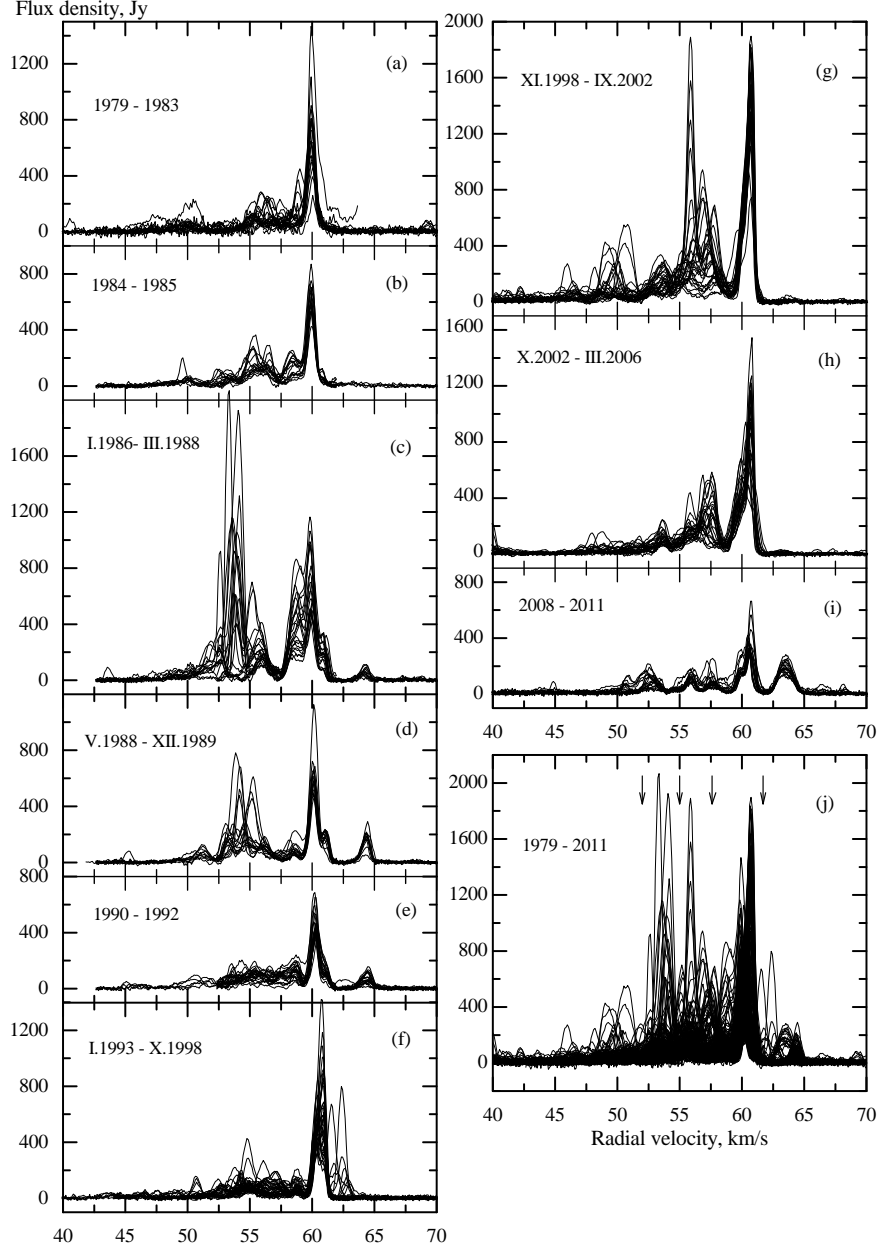 Flux density, Jy
(a)
1979 - 1983
1200
800
400
0
(b)
1984 - 1985
800
400
0
(c)
I.1986- III.1988
1600
1200
800
400
0
(d)
V.1988 - XII.1989
800
400
0
800
(e)
1990 - 1992
400
0
(f)
I.1993 - X.1998
1200
800
400
0
40 45 50 55 60 65 70
2000
(g)
XI.1998 - IX.2002
1600
1200
800
400
0
1600
(h)
X.2002 - III.2006
1200
800
400
0
800
(i)
2008 - 2011
400
0
40 45 50 55 60 65 70
2000
(j)
1979 - 2011
1600
1200
800
400
0
40 45 50 55 60 65 70
Radial velocity, km/s